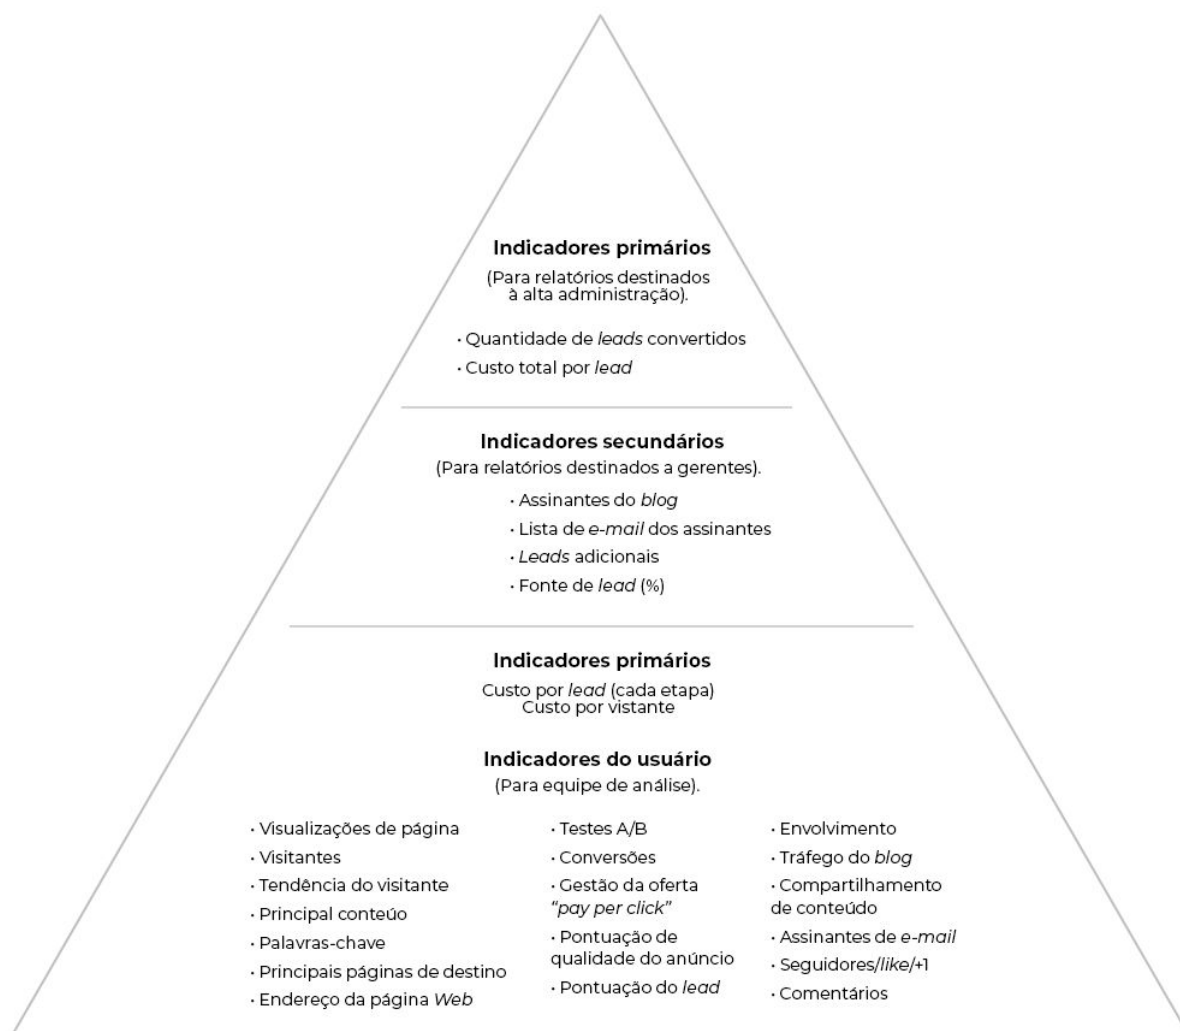 Indicadores primários
(Para relatórios destinados
à alta administração).
· Quantidade de leads convertidos
· Custo total por lead
Indicadores secundários
(Para relatórios destinados a gerentes).
· Assinantes do blog
· Lista de e-mail dos assinantes
· Leads adicionais
· Fonte de lead (%)
Indicadores primários
Custo por lead (cada etapa)
Custo por vistante
Indicadores do usuário
(Para equipe de análise).
· Visualizações de página
· Visitantes
· Tendência do visitante
· Principal conteúo
· Palavras-chave
· Principais páginas de destino
· Endereço da página Web
· Testes A/B
· Conversões
· Gestão da oferta
“pay per click”
· Pontuação de
qualidade do anúncio
· Pontuação do lead
· Envolvimento
· Tráfego do blog
· Compartilhamento
de conteúdo
· Assinantes de e-mail
· Seguidores/like/+1
· Comentários